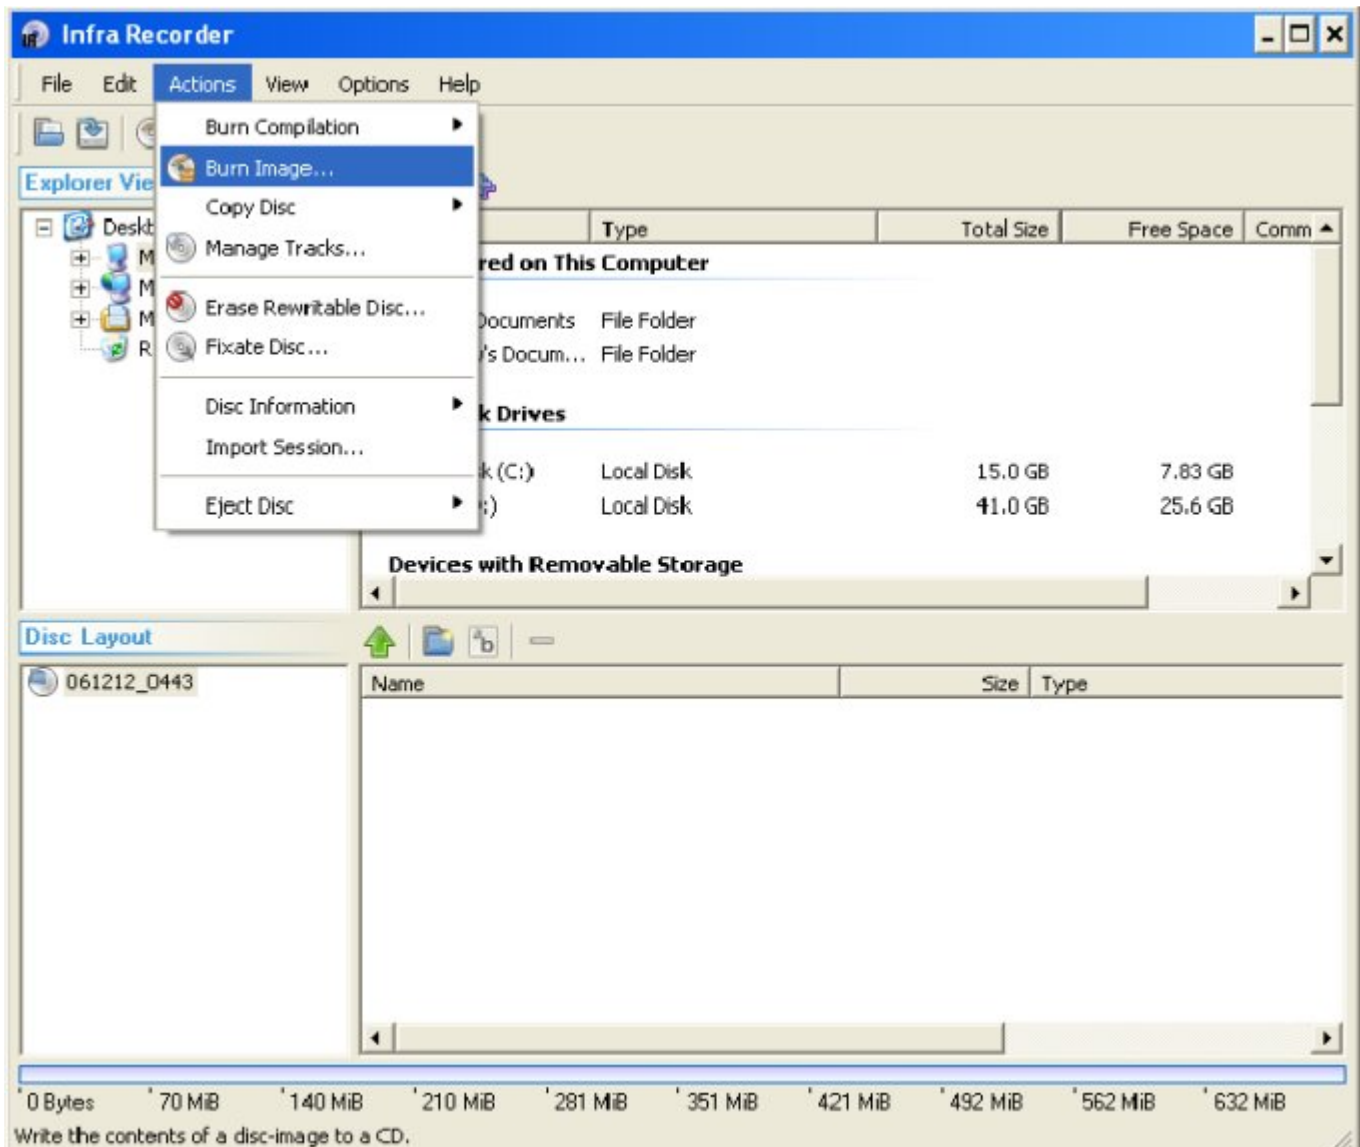 Infra Recorder
File Edit Actions View Options Help
Burn Compilation
Burn Image...
Copy Disc
Manage Tracks...
Erase Rewritable Disc...
Fixate Disc...
Disc Information
Import Session...
Eject Disc
Explorer Vie
Deskt
M
M
M
R
Type Total Size Free Space Comm
red on This Computer
Documents File Folder
's Docum... File Folder
k Drives
k (C:) Local Disk 15.0 GB 7.83 GB
:) Local Disk 41.0 GB 25.6 GB
Devices with Removable Storage
Disc Layout
061212_0443
Name Size Type
0 Bytes 70 MiB 140 MiB 210 MiB 281 MiB 351 MiB 421 MiB 492 MiB 562 MiB 632 MiB
Write the contents of a disc-image to a CD.